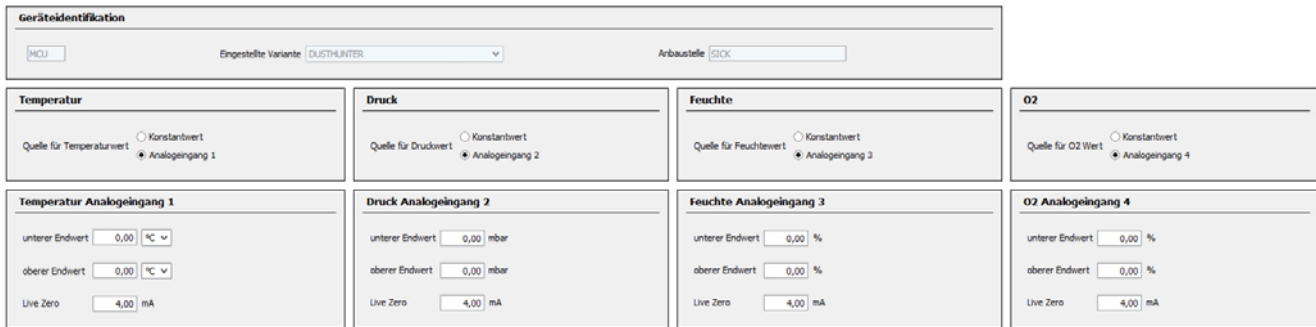 Geräteidentifikation
MCU Eingestellte Variante DUSTHUNTER Anbaustelle SICK
Temperatur
Konstantwert
Quelle für Temperaturwert
Analogeingang 1
Druck
Konstantwert
Quelle für Druckwert
Analogeingang 2
Feuchte
Konstantwert
Quelle für Feuchtewert
Analogeingang 3
O2
Konstantwert
Quelle für O2 Wert
Analogeingang 4
Temperatur Analogeingang 1
unterer Endwert 0,00 °C
oberer Endwert 0,00 °C
Live Zero 4,00 mA
Druck Analogeingang 2
unterer Endwert 0,00 mbar
oberer Endwert 0,00 mbar
Live Zero 4,00 mA
Feuchte Analogeingang 3
unterer Endwert 0,00 %
oberer Endwert 0,00 %
Live Zero 4,00 mA
O2 Analogeingang 4
unterer Endwert 0,00 %
oberer Endwert 0,00 %
Live Zero 4,00 mA